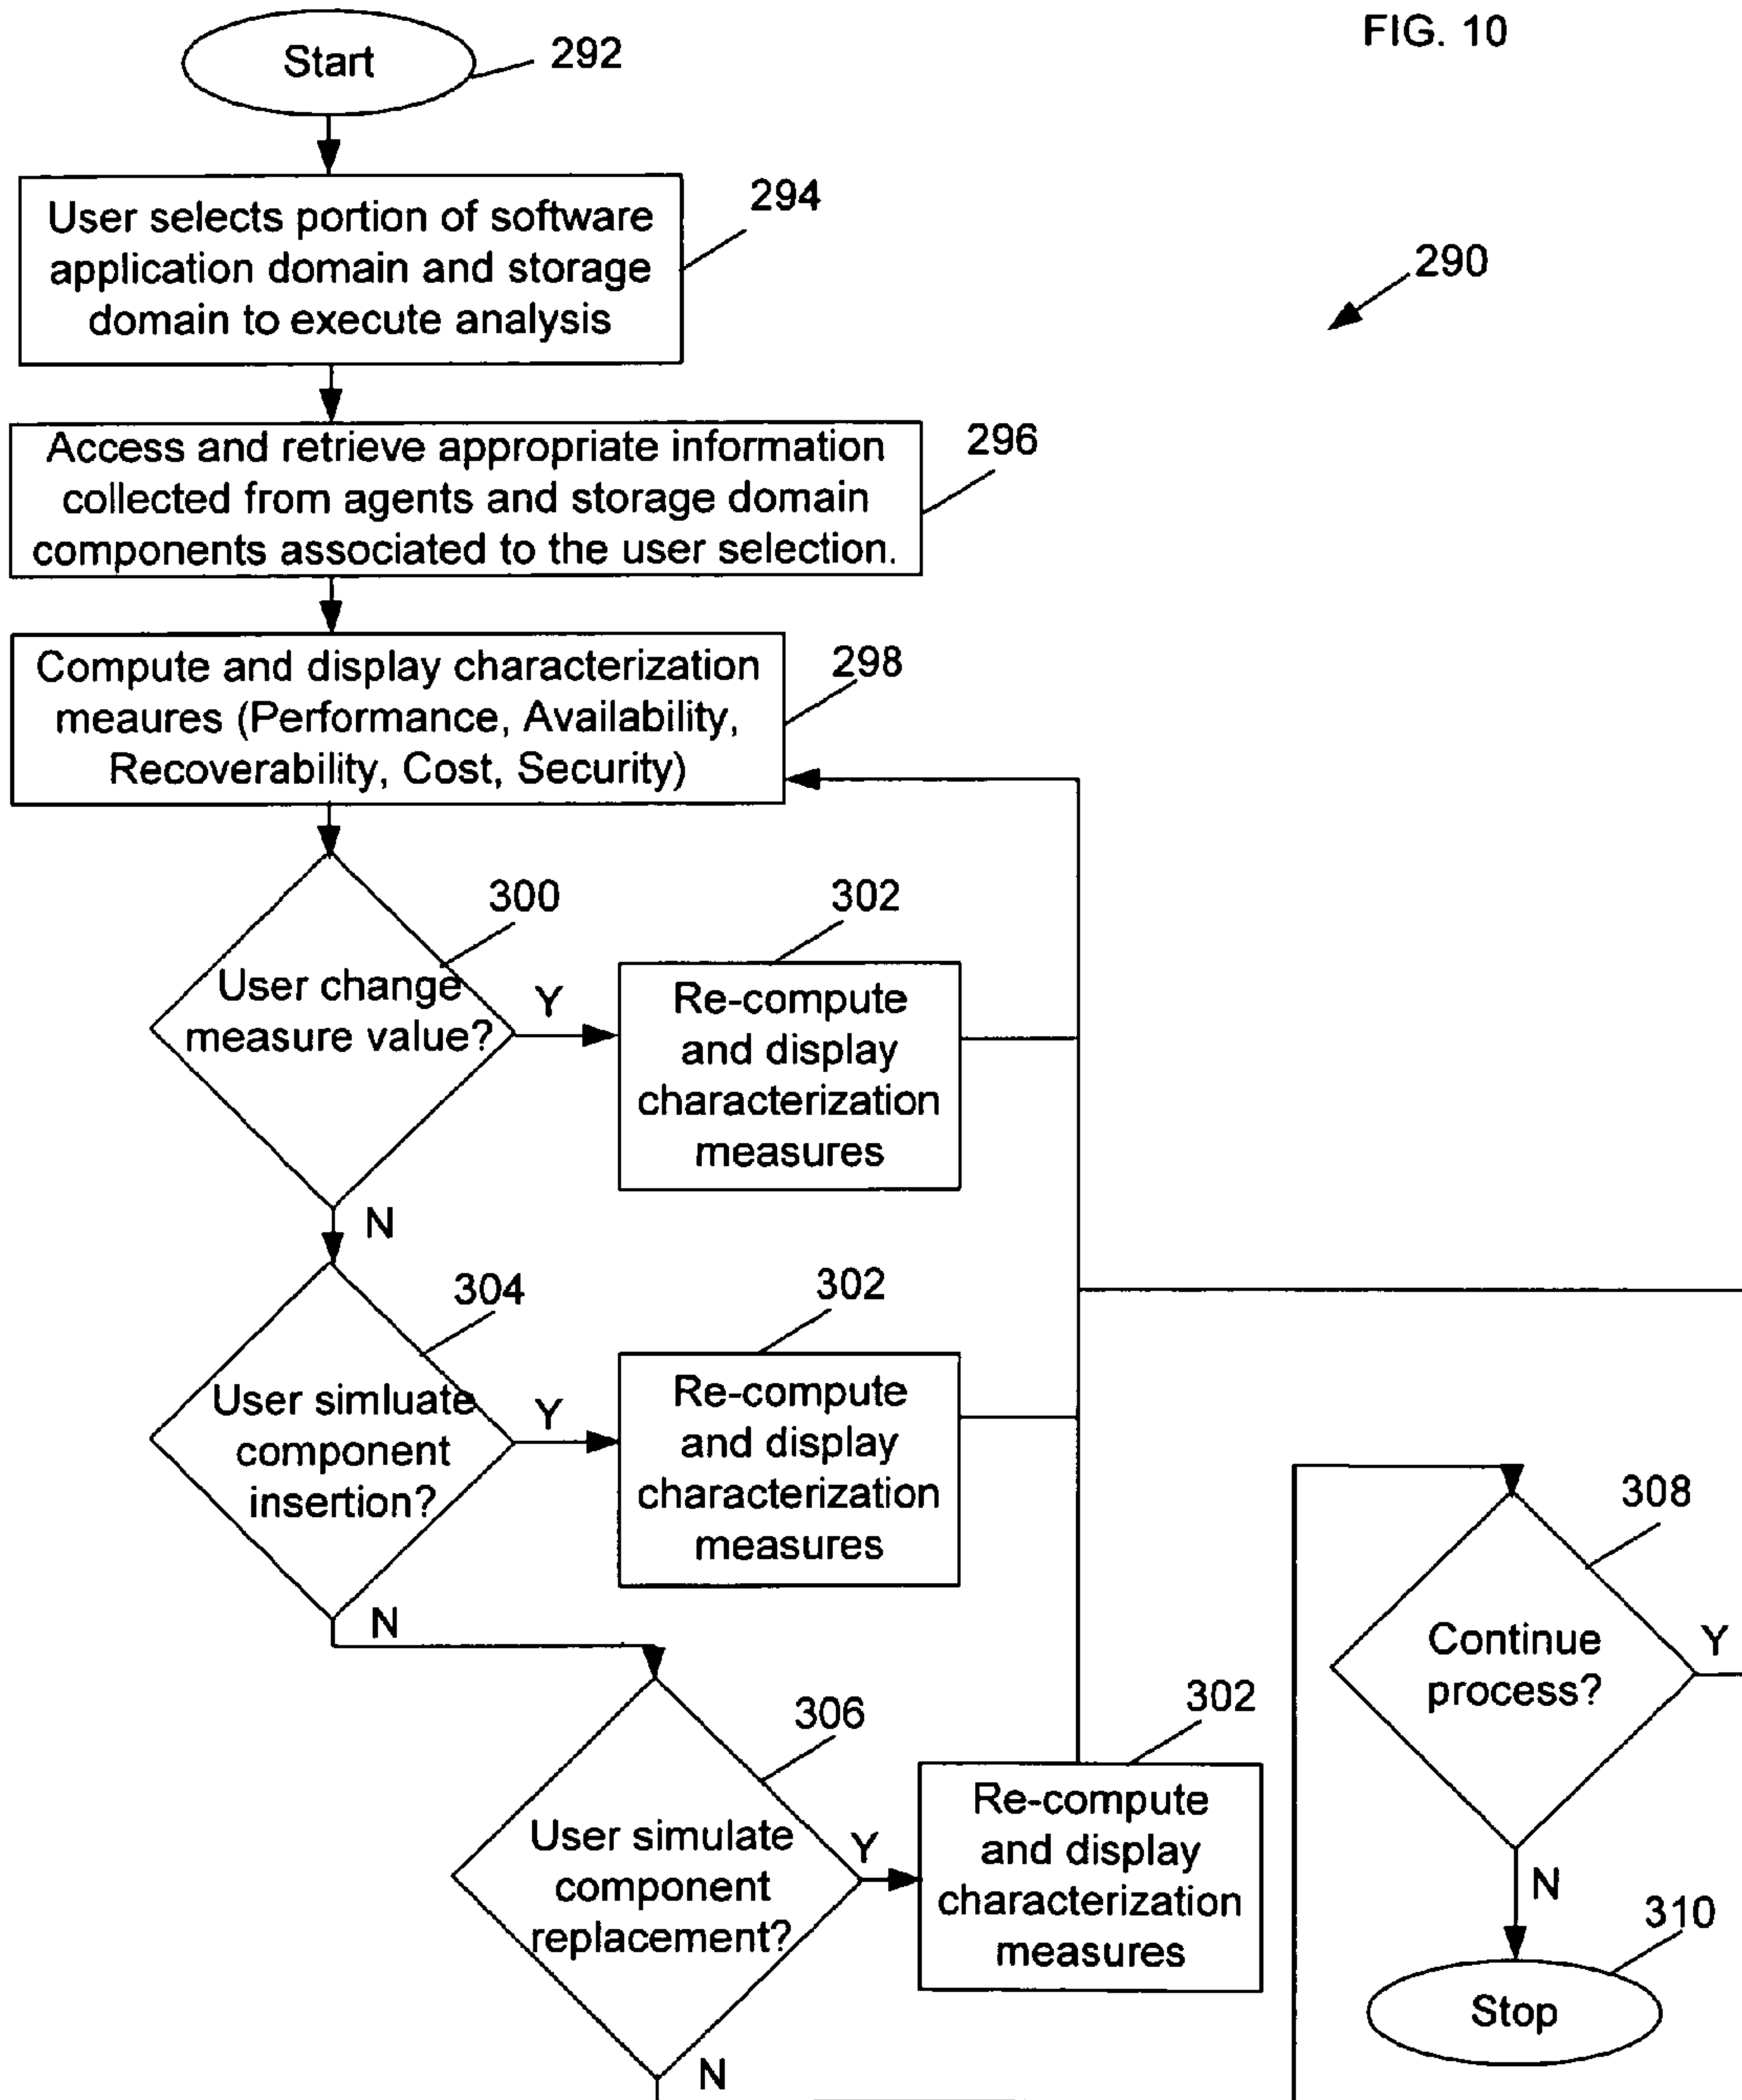 FIG. 10
Start
292
User selects portion of software
application domain and storage
domain to execute analysis
294
290
Access and retrieve appropriate information
collected from agents and storage domain
components associated to the user selection.
296
Compute and display characterization
meaures (Performance, Availability,
Recoverability, Cost, Security)
298
300
User change
measure value?
Y
N
302
Re-compute
and display
characterization
measures
304
User simluate
component
insertion?
Y
N
302
Re-compute
and display
characterization
measures
306
User simulate
component
replacement?
Y
N
302
Re-compute
and display
characterization
measures
308
Continue
process?
Y
N
310
Stop